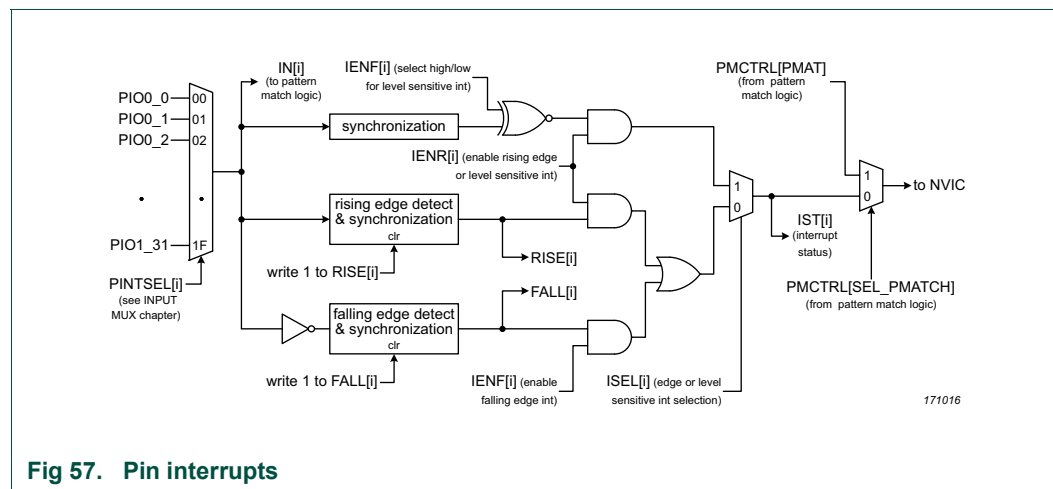 IN[i]
(to pattern
match logic)
IENF[i] (select high/low
for level sensitive int)
PMCTRL[PMAT]
(from pattern
match logic)
PIO0_0
00
PIO0_1
01
PIO0_2
02
synchronization
IENR[i] (enable rising edge
or level sensitive int)
1
0
1
0
to NVIC
rising edge detect
& synchronization
clr
PIO1_31
1F
IST[i]
(interrupt
status)
write 1 to RISE[i]
RISE[i]
PINTSEL[i]
(see INPUT
MUX chapter)
FALL[i]
PMCTRL[SEL_PMATCH]
(from pattern match logic)
falling edge detect
& synchronization
clr
write 1 to FALL[i]
IENF[i] (enable
falling edge int)
ISEL[i] (edge or level
sensitive int selection)
171016
Fig 57. Pin interrupts